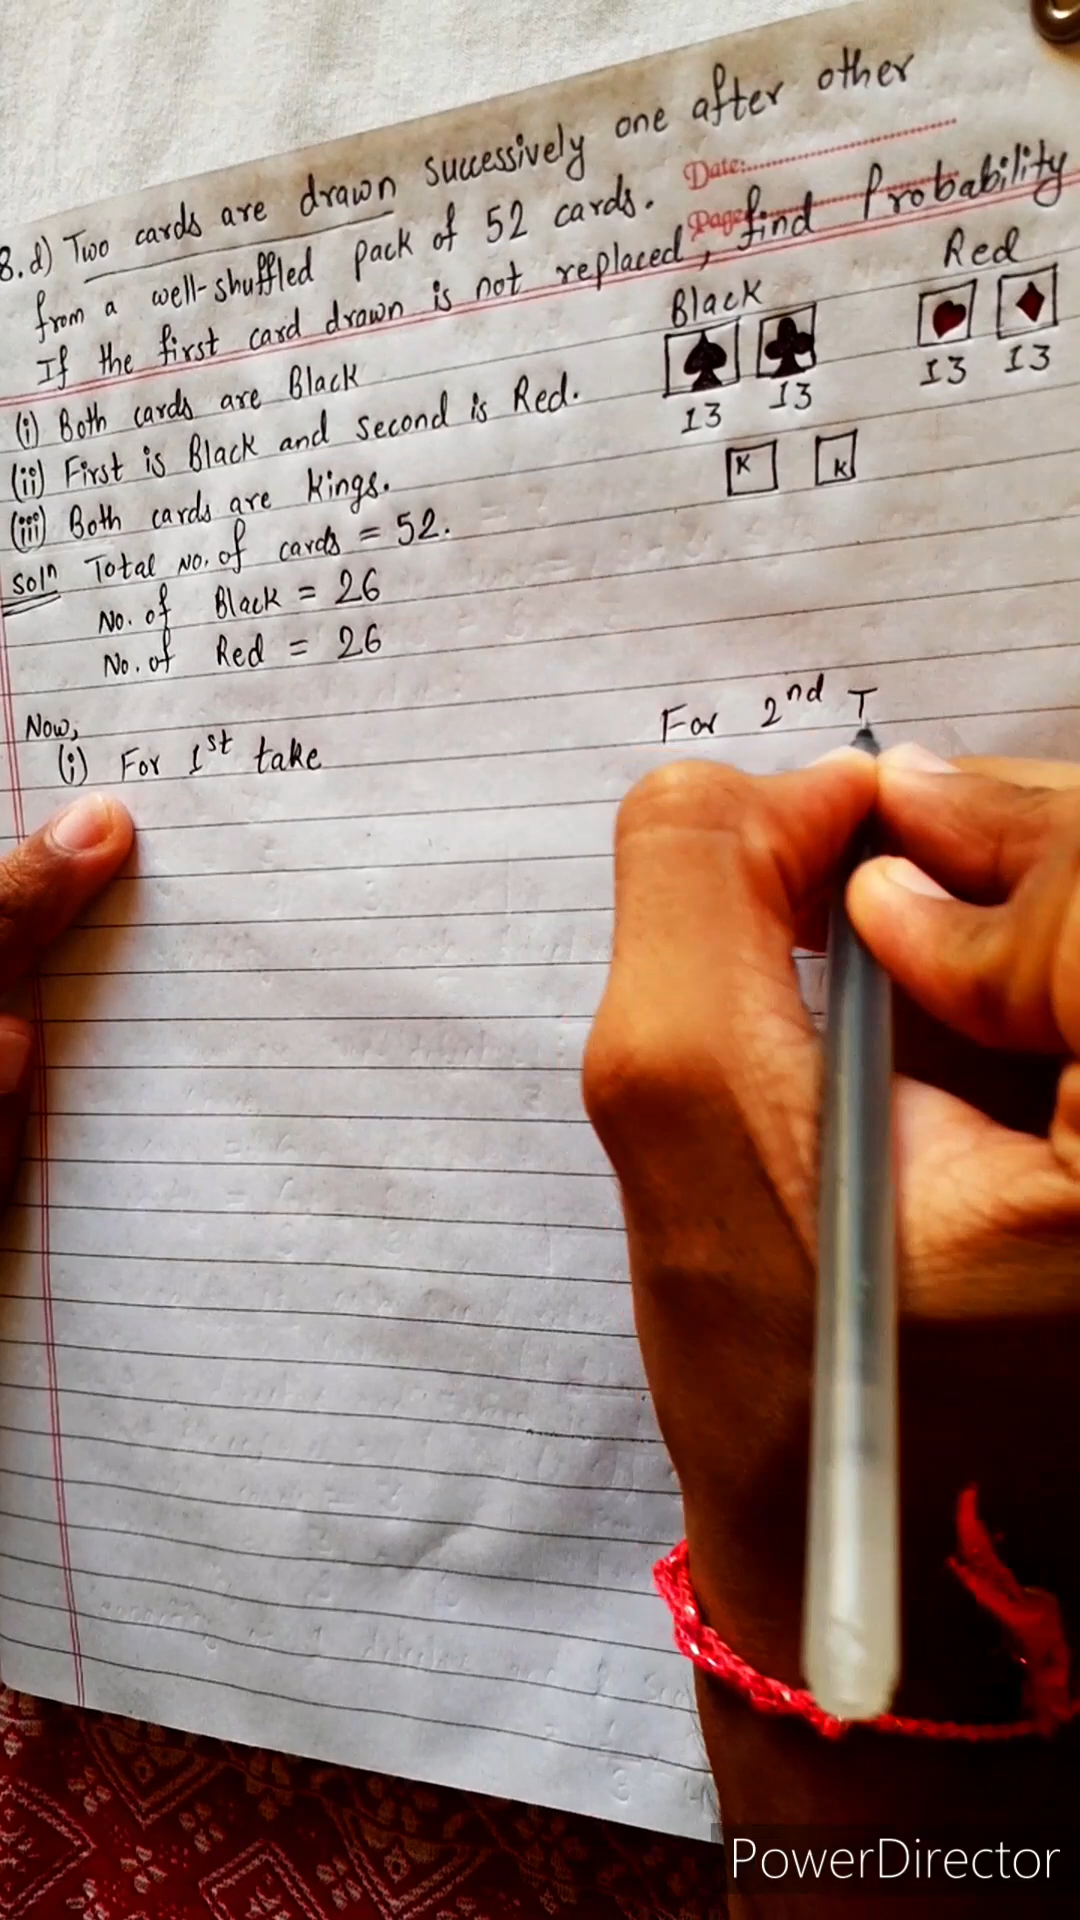 8.d) Two cards are drawn successively one after other
from a well-shuffled pack of 52 cards.
Date:
Page
If the first card drawn is not replaced, find Probability
(i) Both cards are Black
(ii) First is Black and second is Red.
(iii) Both cards are Kings.
Black
Red
13 13
13 13
K K
Soln Total No. of cards = 52.
No. of Black = 26
No. of Red = 26
Now,
(i) For 1st take
For 2nd T
PowerDirector